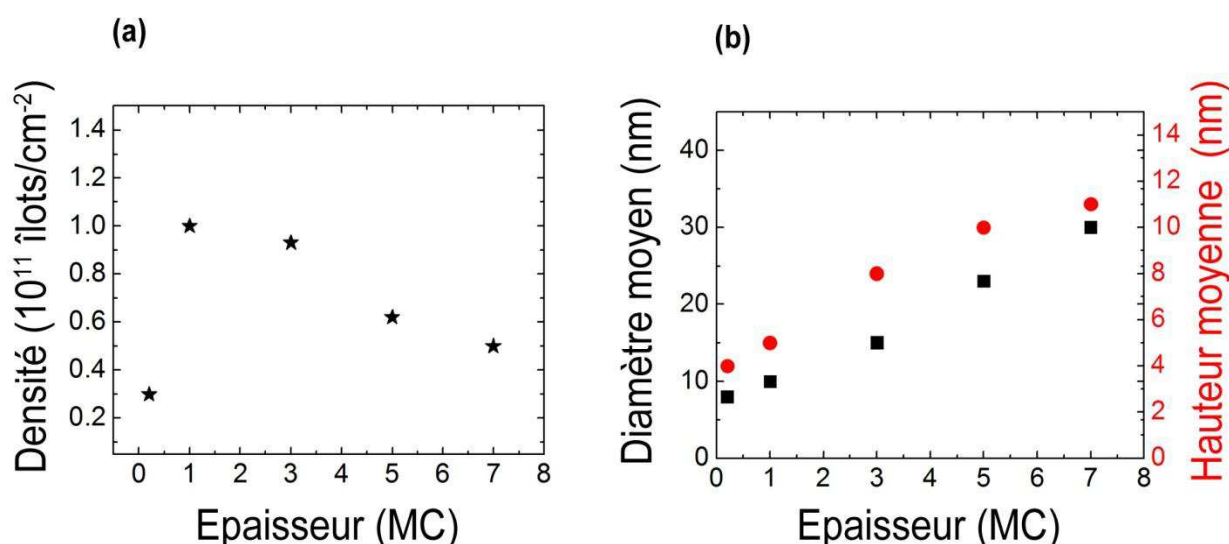 (a)
Densité (10¹¹ îlots/cm⁻²)
1.4
1.2
1.0
0.8
0.6
0.4
0.2
0 1 2 3 4 5 6 7 8
Epaisseur (MC)
(b)
Diamètre moyen (nm)
40
30
20
10
0
0 1 2 3 4 5 6 7 8
Epaisseur (MC)
14
12
10
8
6
4
2
0
Hauteur moyenne (nm)